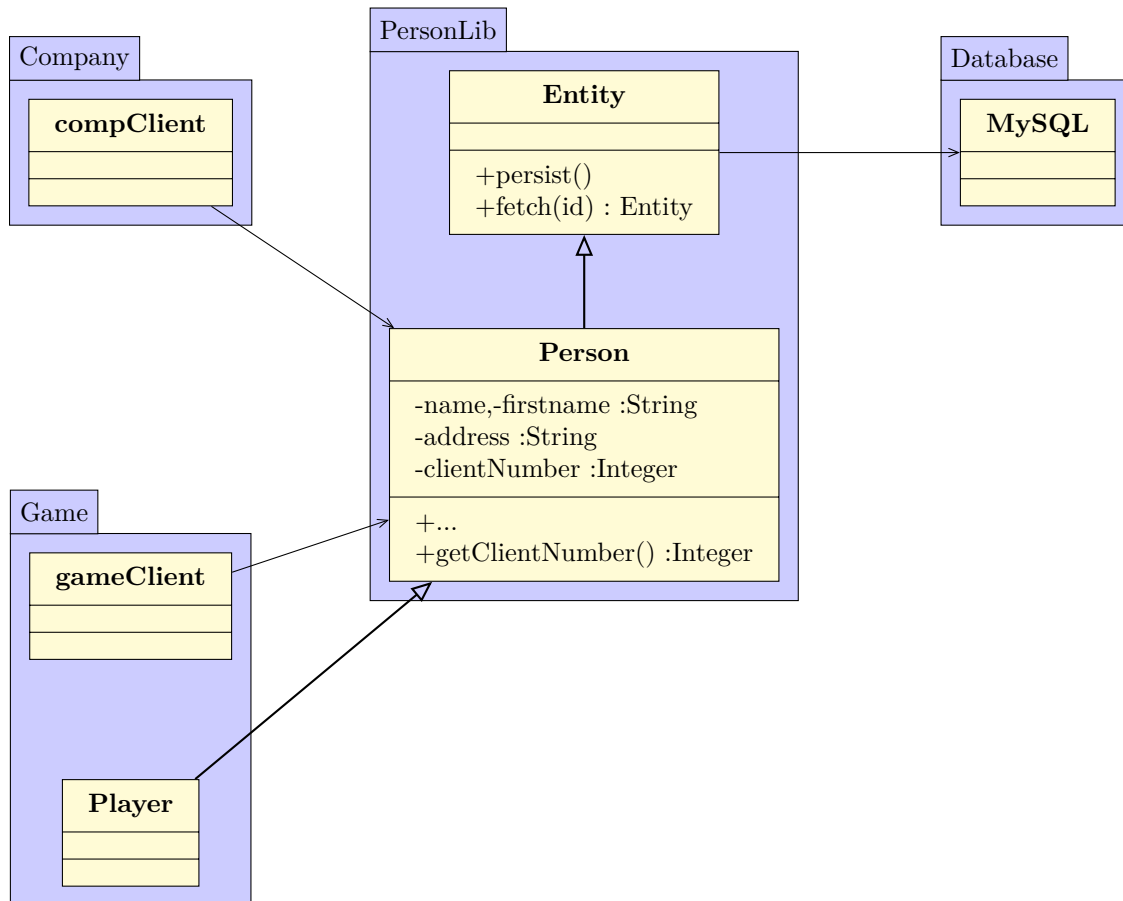 Company
compClient
PersonLib
Entity
+persist()
+fetch(id) : Entity
Database
MySQL
Person
-name,-firstname :String
-address :String
-clientNumber :Integer
+...
+getClientNumber() :Integer
Game
gameClient
Player